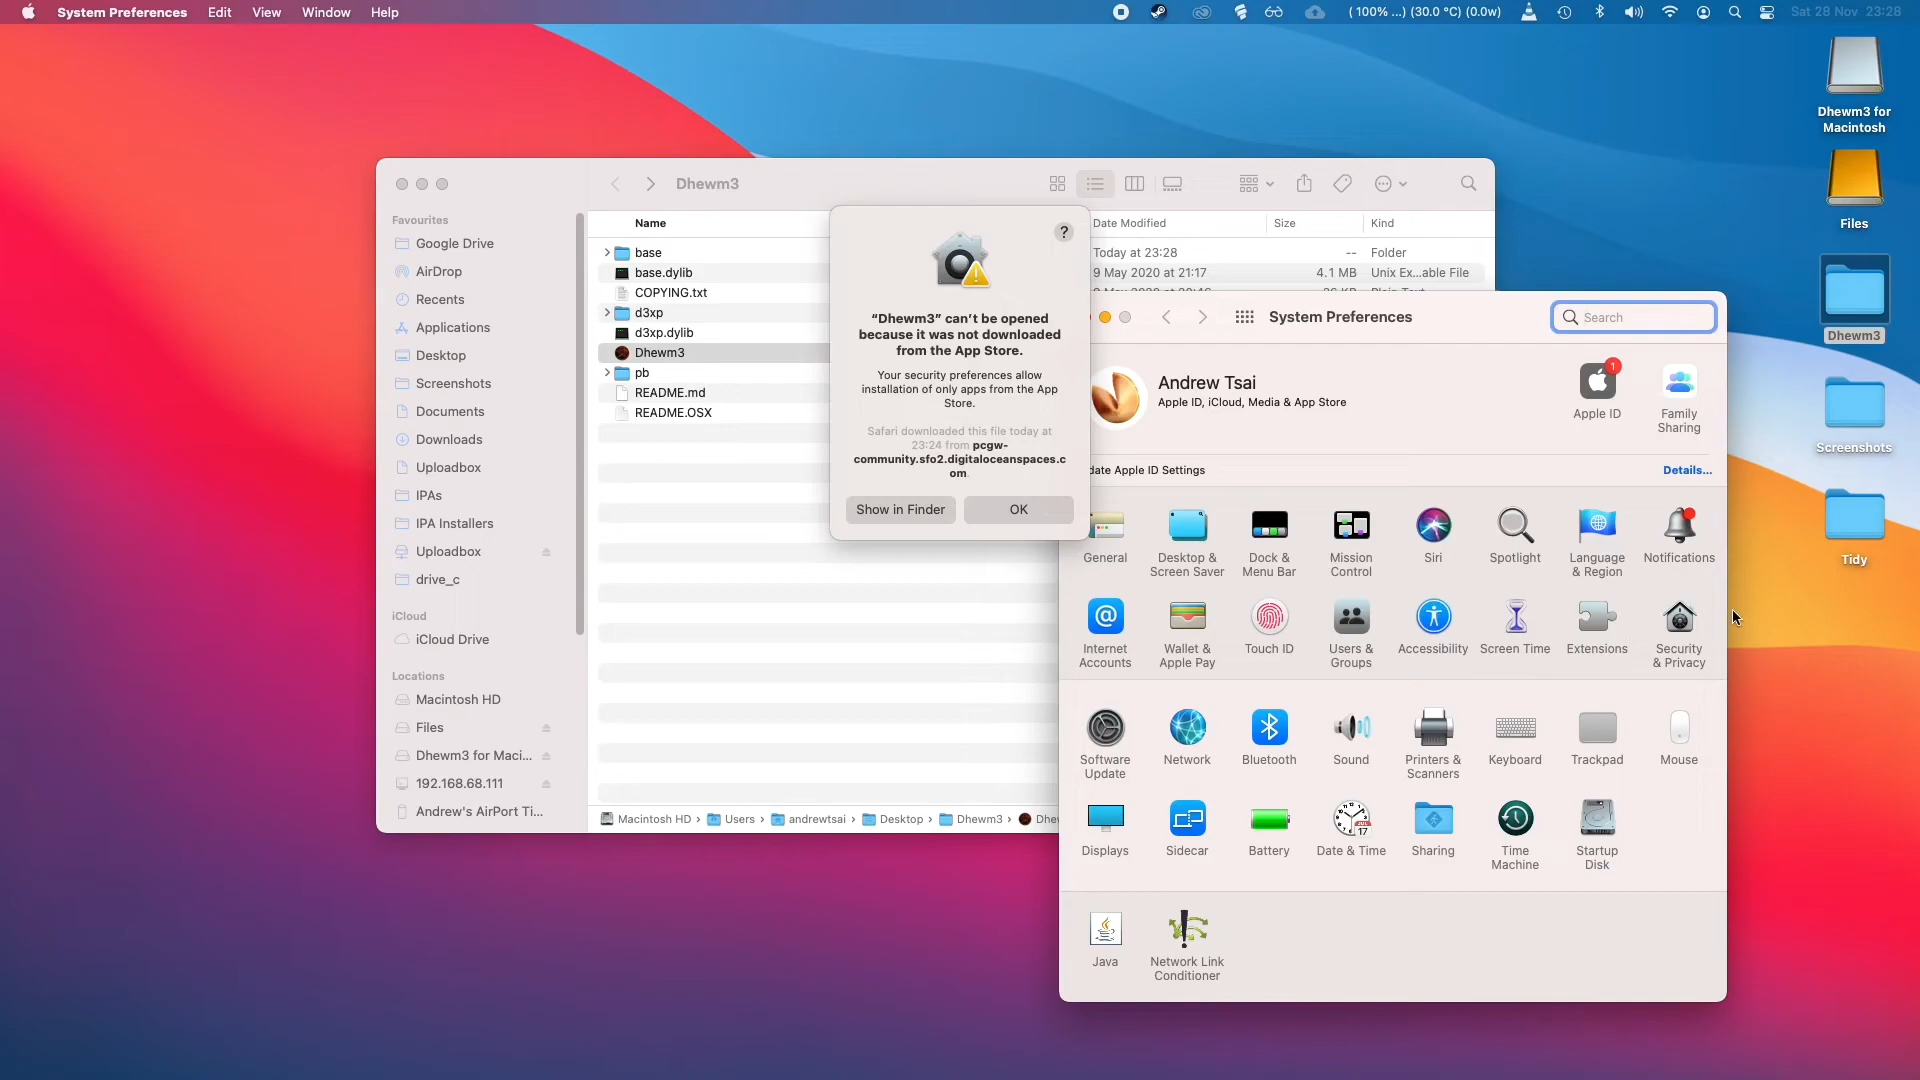 System Preferences Edit View Window Help
( 100% ...) (30.0 °C) (0.0w) Sat 28 Nov 23:28
Dhewm3 for
Macintosh
Files
Dhewm3
Screenshots
Tidy
Dhewm3
Favourites
Google Drive
AirDrop
Recents
Applications
Desktop
Screenshots
Documents
Downloads
Uploadbox
IPAs
IPA Installers
Uploadbox
drive_c
iCloud
iCloud Drive
Locations
Macintosh HD
Files
Dhewm3 for Maci...
192.168.68.111
Andrew's AirPort Ti...
Name Date Modified Size Kind
base Today at 23:28 -- Folder
base.dylib 9 May 2020 at 21:17 4.1 MB Unix Ex...able File
COPYING.txt
d3xp
d3xp.dylib
Dhewm3
pb
README.md
README.OSX
Macintosh HD › Users › andrewtsai › Desktop › Dhewm3 › Dhe
?
“Dhewm3” can’t be opened
because it was not downloaded
from the App Store.
Your security preferences allow
installation of only apps from the App
Store.
Safari downloaded this file today at
23:24 from pcgw-
community.sfo2.digitaloceanspaces.c
om
Show in Finder OK
System Preferences Search
Andrew Tsai
Apple ID, iCloud, Media & App Store
1
Apple ID
Family
Sharing
date Apple ID Settings Details...
General
Desktop &
Screen Saver
Dock &
Menu Bar
Mission
Control
Siri
Spotlight
Language
& Region
Notifications
Internet
Accounts
Wallet &
Apple Pay
Touch ID
Users &
Groups
Accessibility
Screen Time
Extensions
Security
& Privacy
Software
Update
Network
Bluetooth
Sound
Printers &
Scanners
Keyboard
Trackpad
Mouse
Displays
Sidecar
Battery
JUL
17
Date & Time
Sharing
Time
Machine
Startup
Disk
Java
Network Link
Conditioner